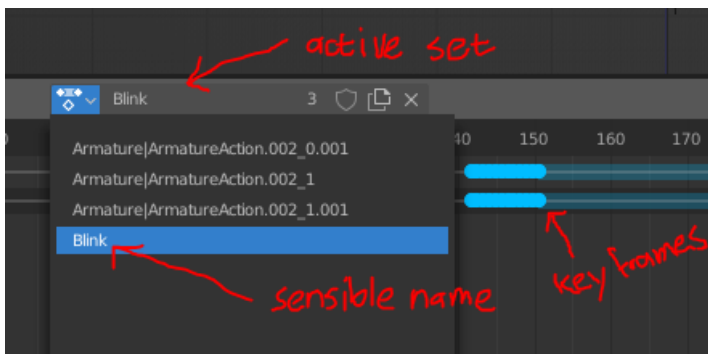 active set
Blink 3
40 150 160 170
Armature|ArmatureAction.002_0.001
Armature|ArmatureAction.002_1
Armature|ArmatureAction.002_1.001
Blink
key frames
sensible name